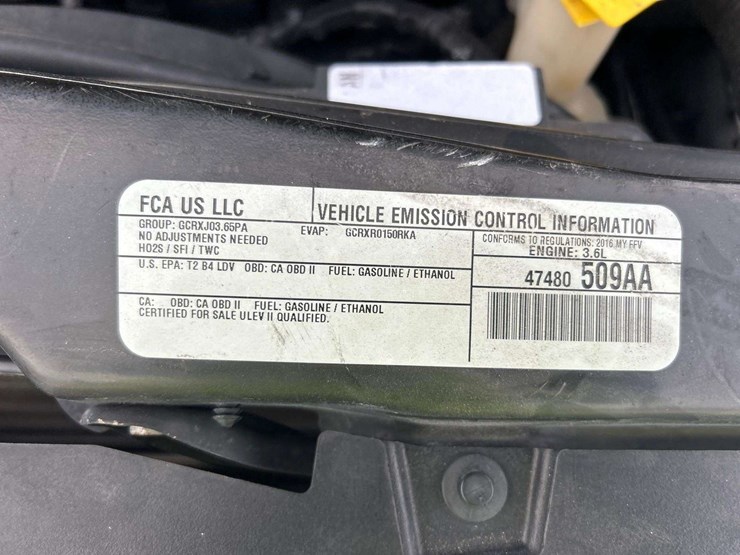 FCA US LLC
VEHICLE EMISSION CONTROL INFORMATION
GROUP: GCRXJ03.65PA EVAP: GCRXR0150RKA
NO ADJUSTMENTS NEEDED
HO2S / SFI / TWC
CONFORMS TO REGULATIONS: 2016 MY FFV
ENGINE: 3.6L
U.S. EPA: T2 B4 LDV OBD: CA OBD II FUEL: GASOLINE / ETHANOL
47480 509AA
CA: OBD: CA OBD II FUEL: GASOLINE / ETHANOL
CERTIFIED FOR SALE ULEV II QUALIFIED.